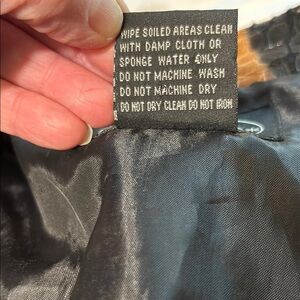 WIPE SOILED AREAS CLEAN
WITH DAMP CLOTH OR
SPONGE WATER ONLY
DO NOT MACHINE WASH
DO NOT MACHINE DRY
DO NOT DRY CLEAN DO NOT IRON